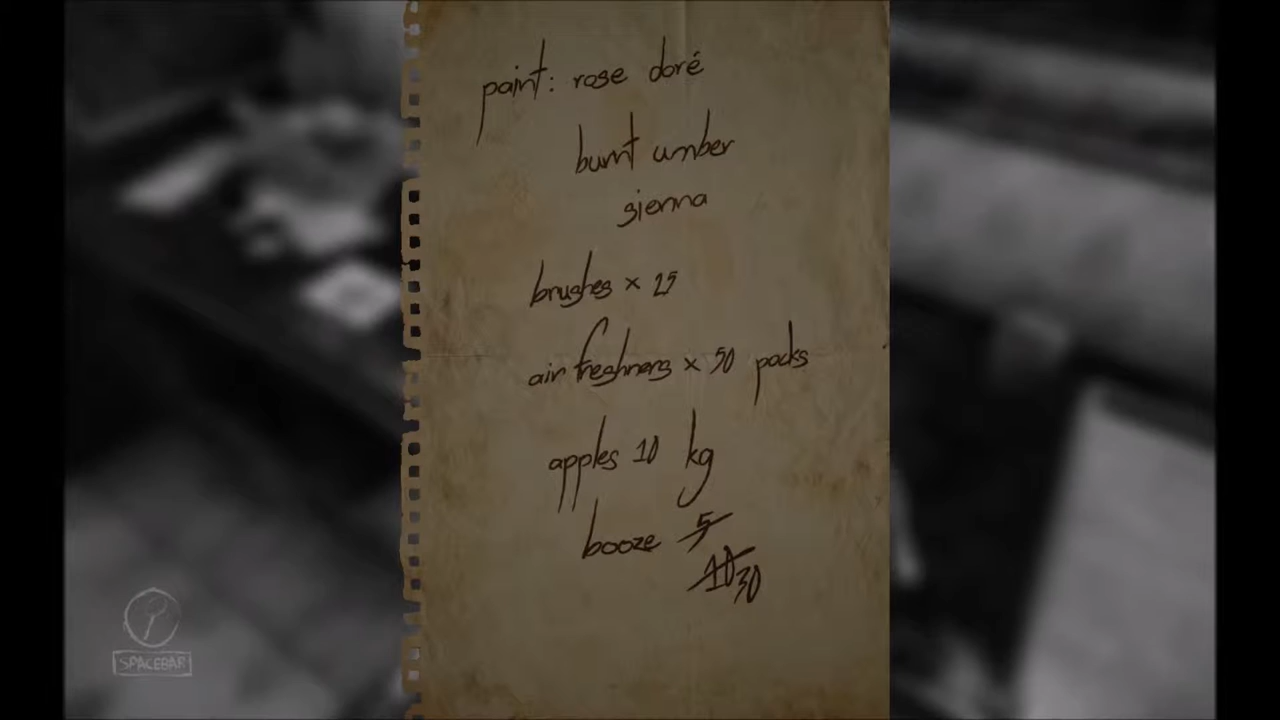 paint: rose doré
burnt umber
sienna
brushes x 25
air freshners x 50 packs
apples 10 kg
booze 5
10 30
SPACEBAR